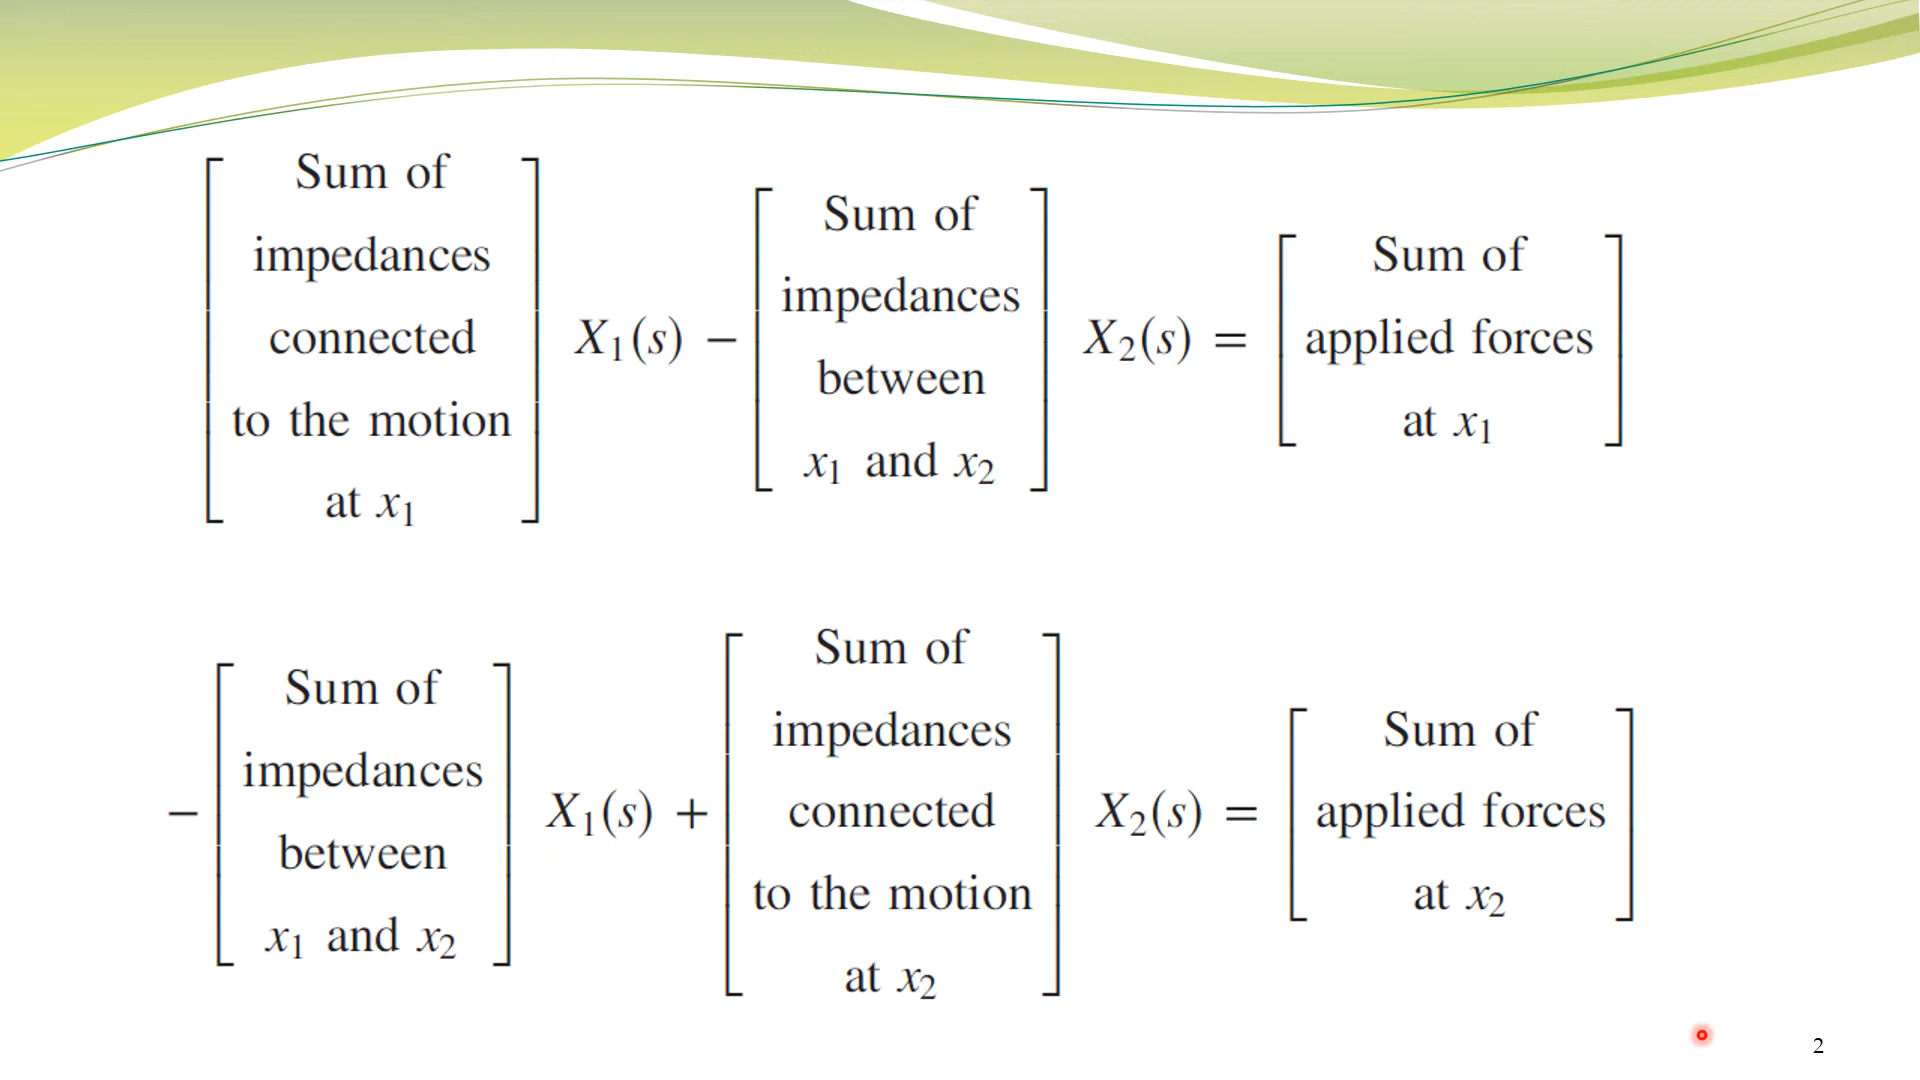 [Sum of impedances connected to the motion at x₁] X₁(s) − [Sum of impedances between x₁ and x₂] X₂(s) = [Sum of applied forces at x₁]
− [Sum of impedances between x₁ and x₂] X₁(s) + [Sum of impedances connected to the motion at x₂] X₂(s) = [Sum of applied forces at x₂]
2